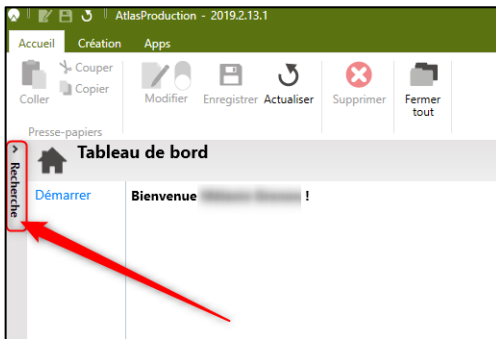 AtlasProduction - 2019.2.13.1
Accueil Création Apps
Coller
Couper
Copier
Presse-papiers
Modifier
Enregistrer
Actualiser
Supprimer
Fermer
tout
Recherche
Tableau de bord
Démarrer
Bienvenue !